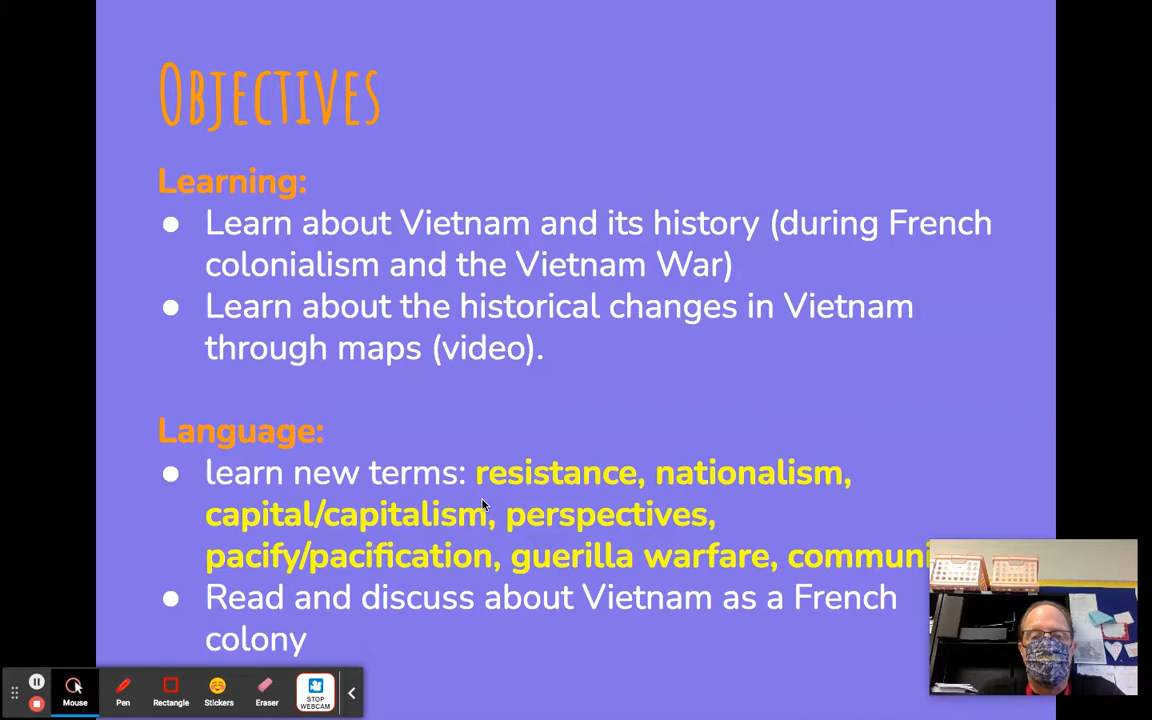 Objectives
Learning:
● Learn about Vietnam and its history (during French
colonialism and the Vietnam War)
● Learn about the historical changes in Vietnam
through maps (video).
Language:
● learn new terms: resistance, nationalism,
capital/capitalism, perspectives,
pacify/pacification, guerilla warfare, communi
● Read and discuss about Vietnam as a French
colony
Mouse
Pen
Rectangle
Stickers
Eraser
STOP
WEBCAM